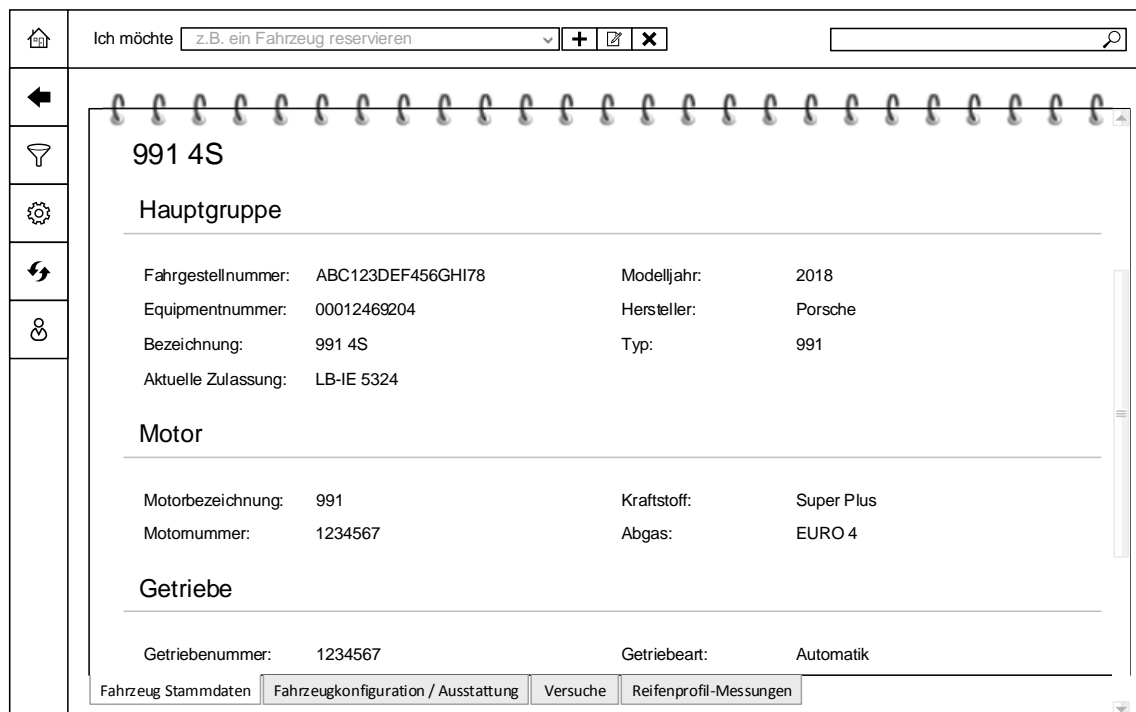 Ich möchte z.B. ein Fahrzeug reservieren
991 4S
Hauptgruppe
Fahrgestellnummer: ABC123DEF456GHI78 Modelljahr: 2018
Equipmentnummer: 00012469204 Hersteller: Porsche
Bezeichnung: 991 4S Typ: 991
Aktuelle Zulassung: LB-IE 5324
Motor
Motorbezeichnung: 991 Kraftstoff: Super Plus
Motornummer: 1234567 Abgas: EURO 4
Getriebe
Getriebenummer: 1234567 Getriebeart: Automatik
Fahrzeug Stammdaten Fahrzeugkonfiguration / Ausstattung Versuche Reifenprofil-Messungen